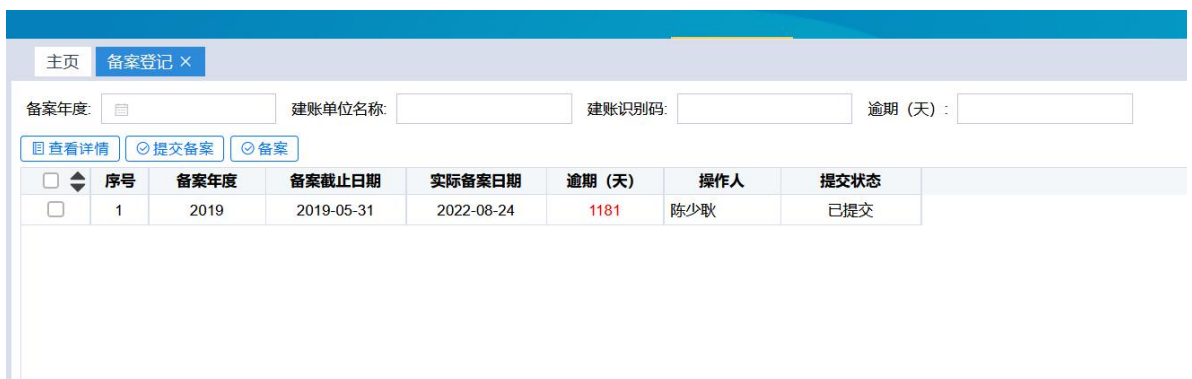 主页 备案登记 ×
备案年度: 建账单位名称: 建账识别码: 逾期（天）:
查看详情 提交备案 备案
序号 备案年度 备案截止日期 实际备案日期 逾期（天） 操作人 提交状态
1 2019 2019-05-31 2022-08-24 1181 陈少耿 已提交